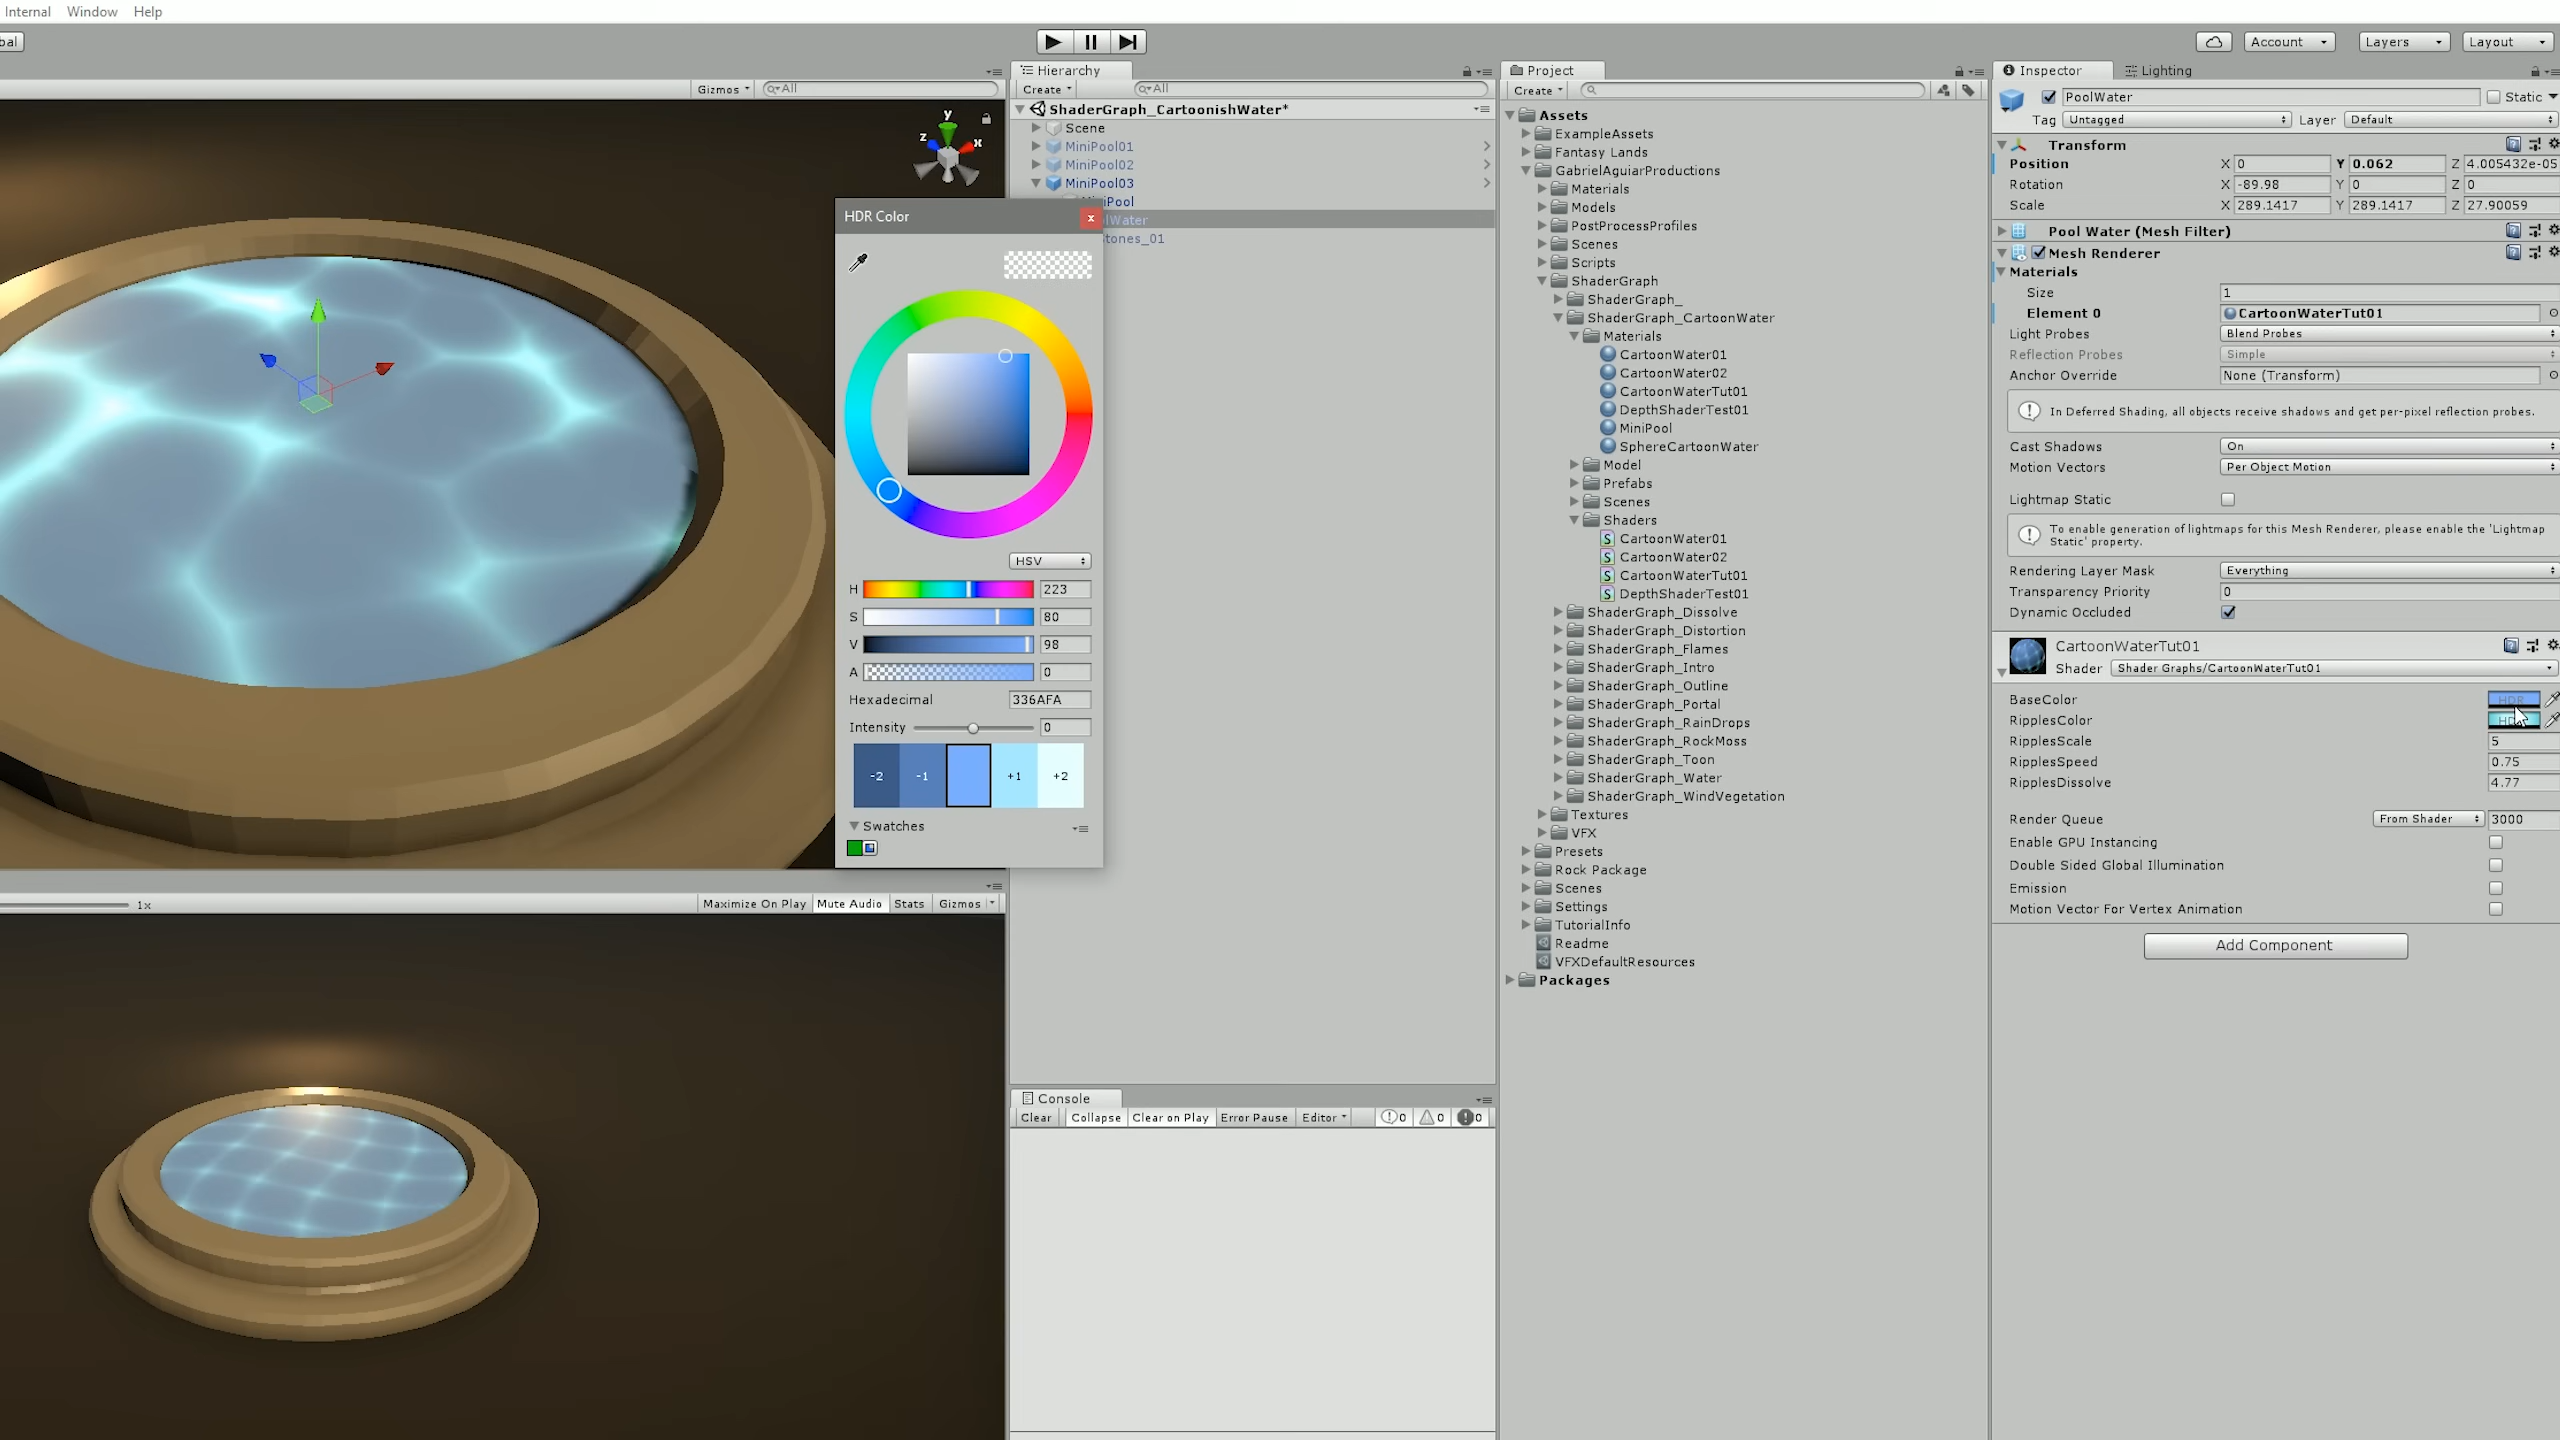 Internal Window Help
bal
Account Layers Layout
Gizmos All
Hierarchy
Create All
ShaderGraph_CartoonishWater*
Scene
MiniPool01
MiniPool02
MiniPool03
MiniPool
lWater
tones_01
y
z
x
HDR Color
x
HSV
H 223
S 80
V 98
A 0
Hexadecimal 336AFA
Intensity 0
-2 -1 +1 +2
Swatches
1x
Maximize On Play Mute Audio Stats Gizmos
Console
Clear Collapse Clear on Play Error Pause Editor 0 0 0
Project
Create
Assets
ExampleAssets
Fantasy Lands
GabrielAguiarProductions
Materials
Models
PostProcessProfiles
Scenes
Scripts
ShaderGraph
ShaderGraph_
ShaderGraph_CartoonWater
Materials
CartoonWater01
CartoonWater02
CartoonWaterTut01
DepthShaderTest01
MiniPool
SphereCartoonWater
Model
Prefabs
Scenes
Shaders
CartoonWater01
CartoonWater02
CartoonWaterTut01
DepthShaderTest01
ShaderGraph_Dissolve
ShaderGraph_Distortion
ShaderGraph_Flames
ShaderGraph_Intro
ShaderGraph_Outline
ShaderGraph_Portal
ShaderGraph_RainDrops
ShaderGraph_RockMoss
ShaderGraph_Toon
ShaderGraph_Water
ShaderGraph_WindVegetation
Textures
VFX
Presets
Rock Package
Scenes
Settings
TutorialInfo
Readme
VFXDefaultResources
Packages
Inspector Lighting
PoolWater Static
Tag Untagged Layer Default
Transform
Position X 0 Y 0.062 Z 4.005432e-05
Rotation X -89.98 Y 0 Z 0
Scale X 289.1417 Y 289.1417 Z 27.90059
Pool Water (Mesh Filter)
Mesh Renderer
Materials
Size 1
Element 0 CartoonWaterTut01
Light Probes Blend Probes
Reflection Probes Simple
Anchor Override None (Transform)
In Deferred Shading, all objects receive shadows and get per-pixel reflection probes.
Cast Shadows On
Motion Vectors Per Object Motion
Lightmap Static
To enable generation of lightmaps for this Mesh Renderer, please enable the 'Lightmap
Static' property.
Rendering Layer Mask Everything
Transparency Priority 0
Dynamic Occluded
CartoonWaterTut01
Shader Shader Graphs/CartoonWaterTut01
BaseColor HDR
RipplesColor
RipplesScale 5
RipplesSpeed 0.75
RipplesDissolve 4.77
Render Queue From Shader 3000
Enable GPU Instancing
Double Sided Global Illumination
Emission
Motion Vector For Vertex Animation
Add Component